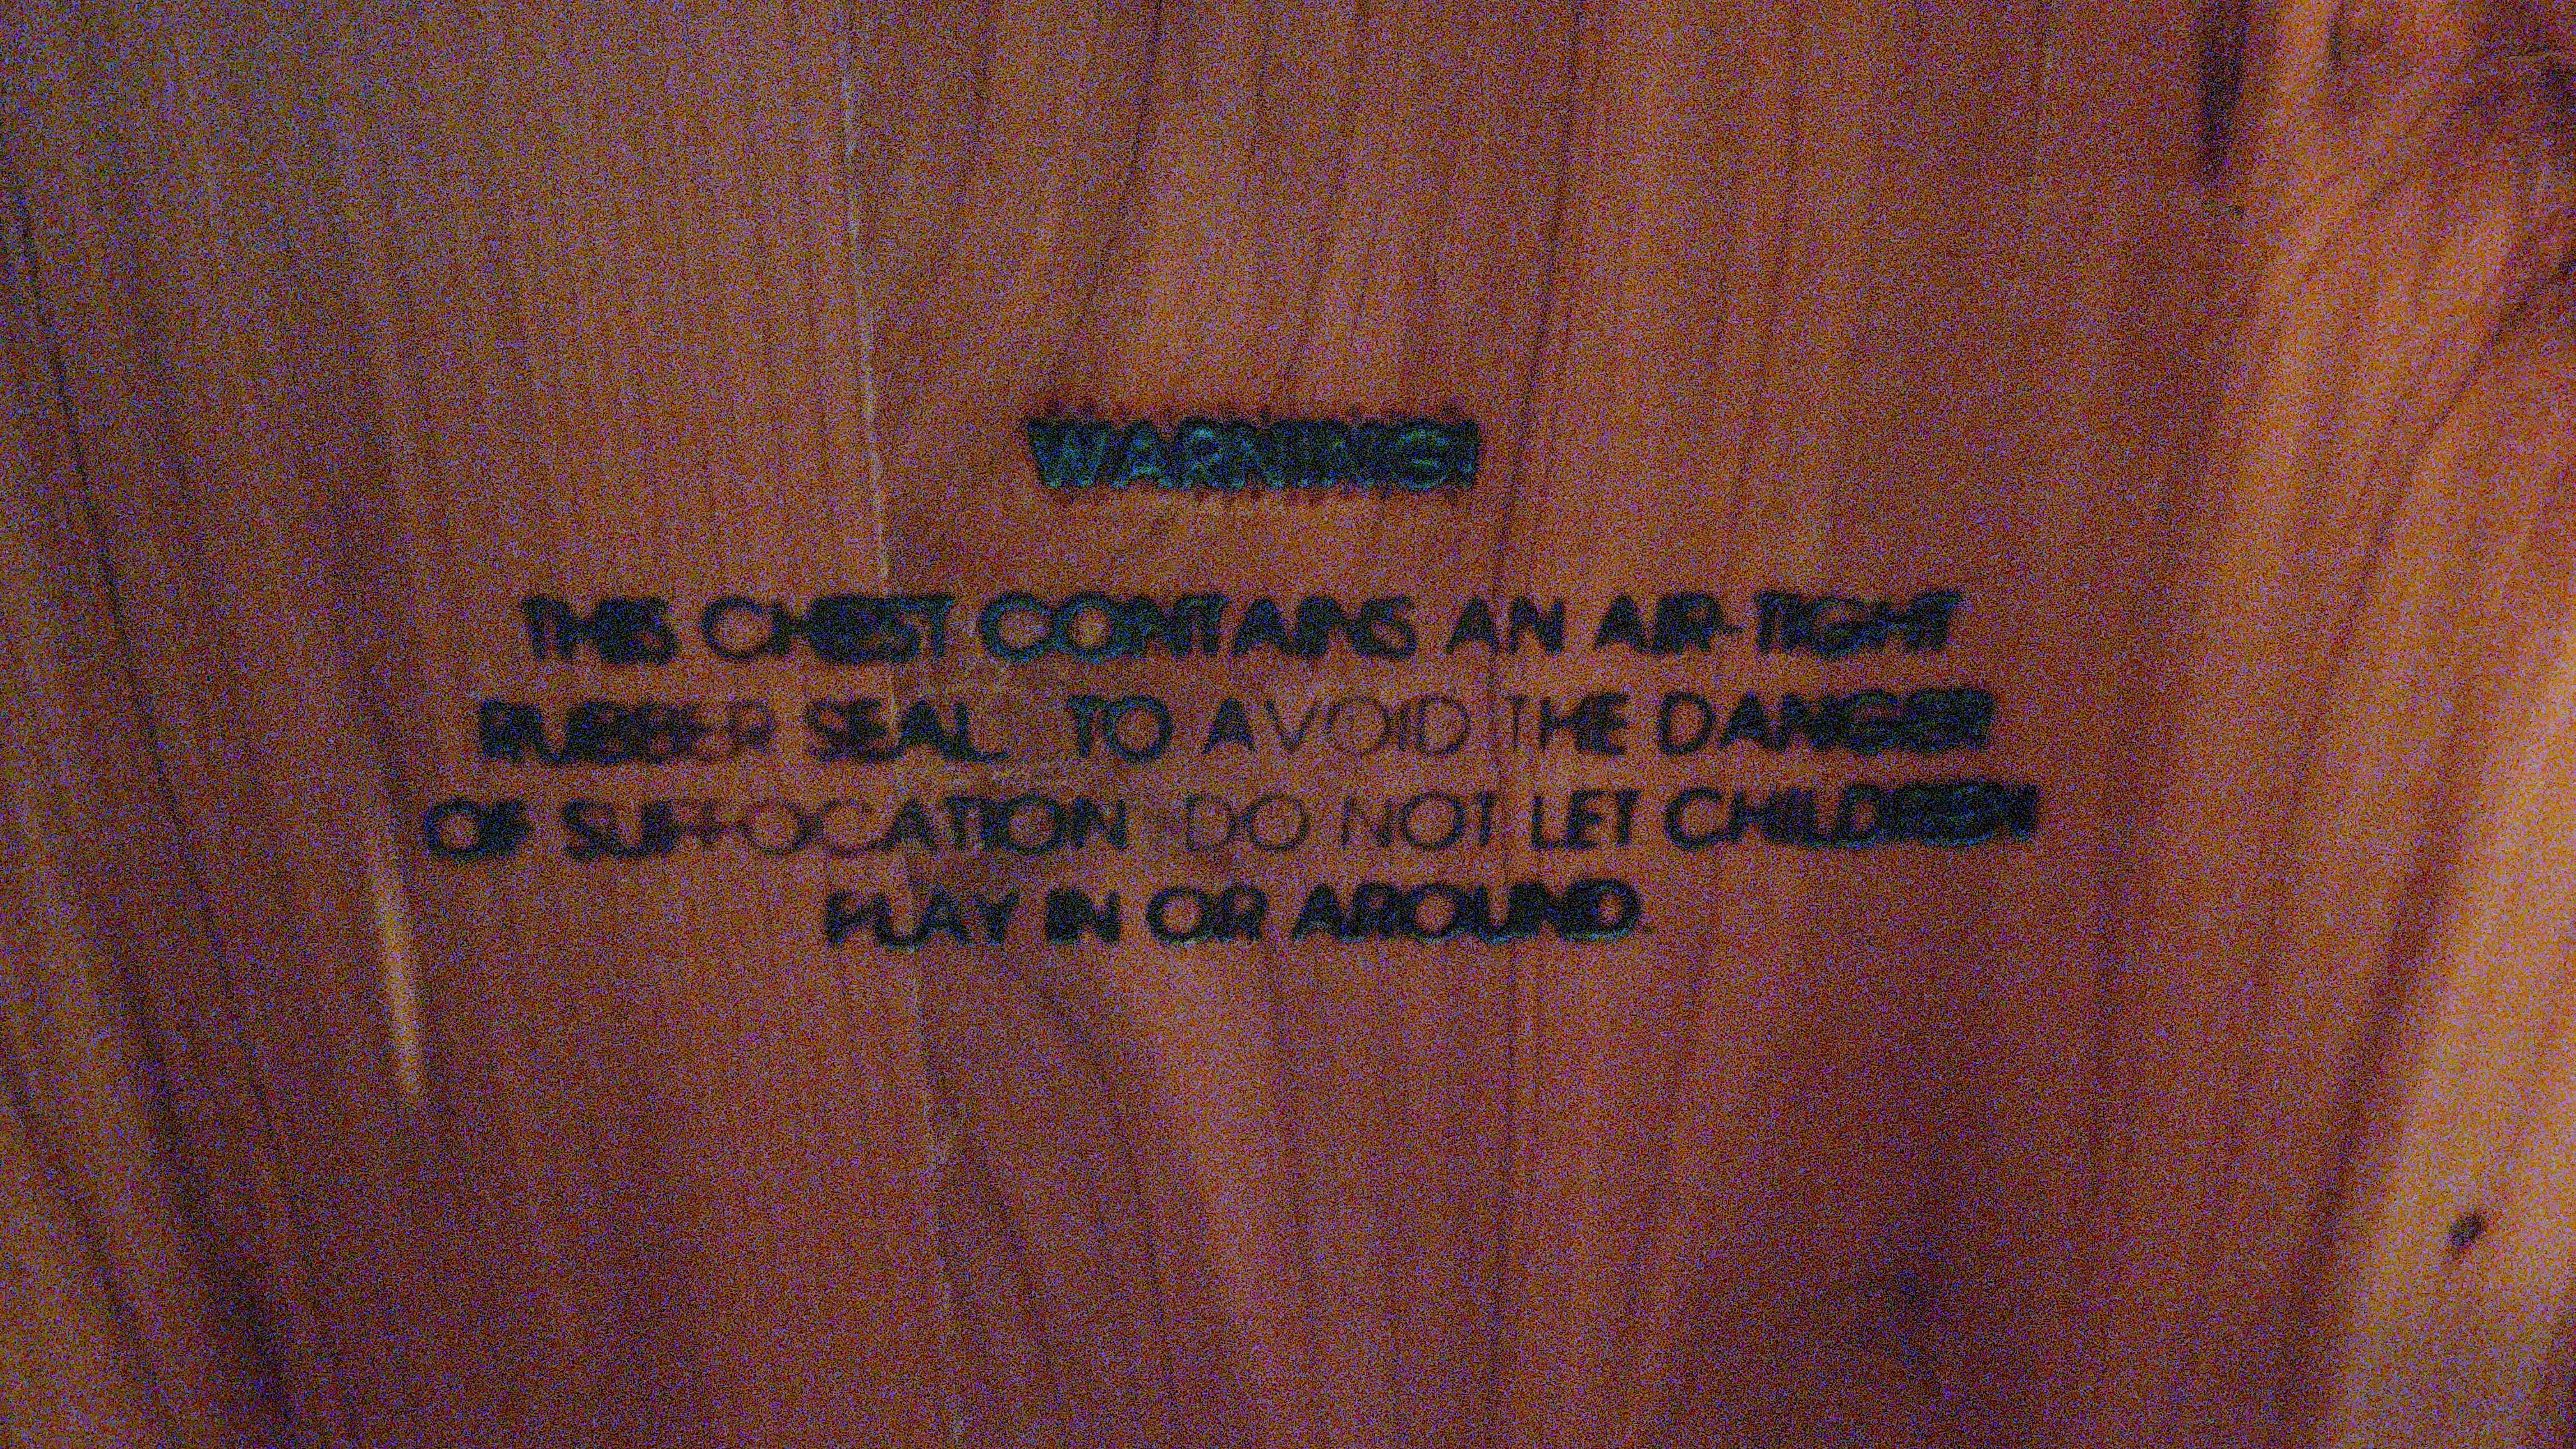 WARNING!
THIS CHEST CONTAINS AN AIR-TIGHT
RUBBER SEAL TO AVOID THE DANGER
OF SUFFOCATION DO NOT LET CHILDREN
PLAY IN OR AROUND.